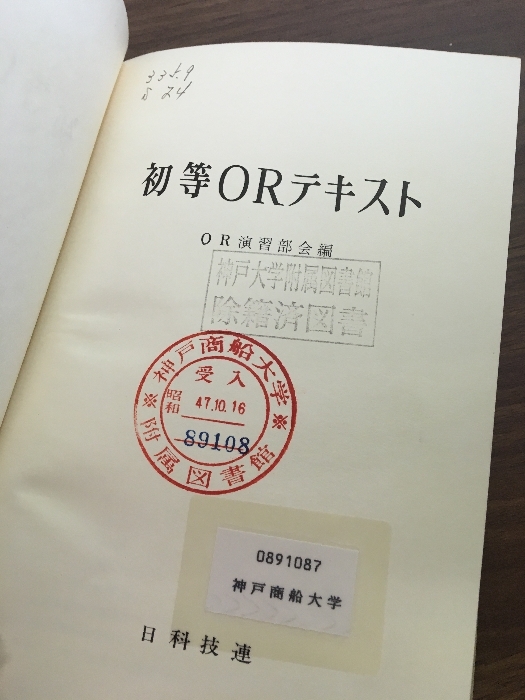 335.9
S 24
初等ORテキスト
OR演習部会編
神戸大学附属図書館
除籍済図書
※神戸商船大学※
受入
昭和 47.10.16
89108
附属図書館
0891087
神戸商船大学
日科技連